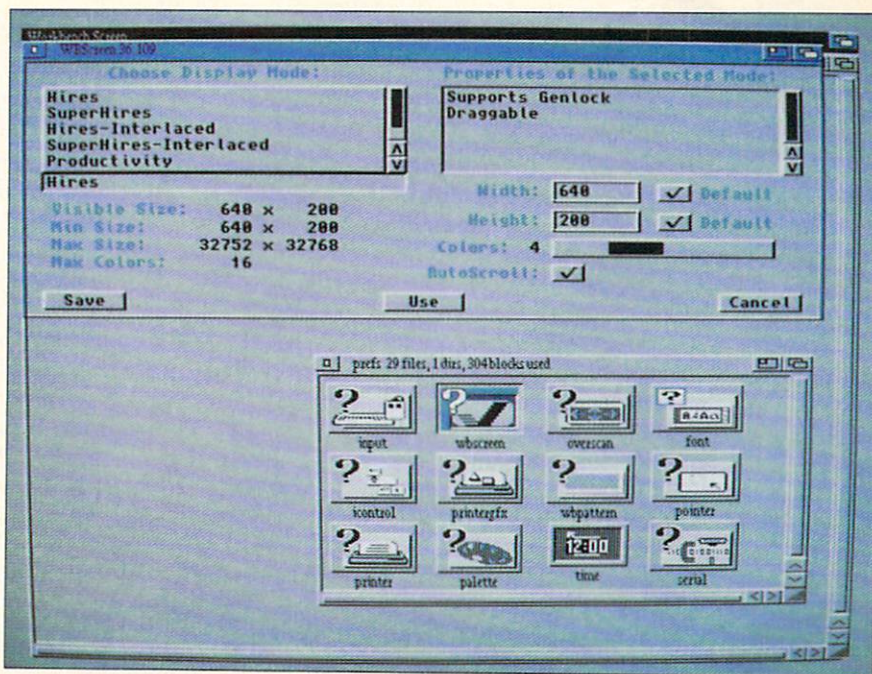 Workbench Screen
WBScreen 36.109
Choose Display Mode:
Hires
SuperHires
Hires-Interlaced
SuperHires-Interlaced
Productivity
Hires
Visible Size: 640 x 200
Min Size: 640 x 200
Max Size: 32752 x 32768
Max Colors: 16
Properties of the Selected Mode:
Supports Genlock
Draggable
Width: 640 Default
Height: 200 Default
Colors: 4
AutoScroll:
Save Use Cancel
prefs 29 files, 1 dirs, 304 blocks used
input wbscreen overscan font
icontrol printergfx wbpattern pointer
12:00
printer palette time serial